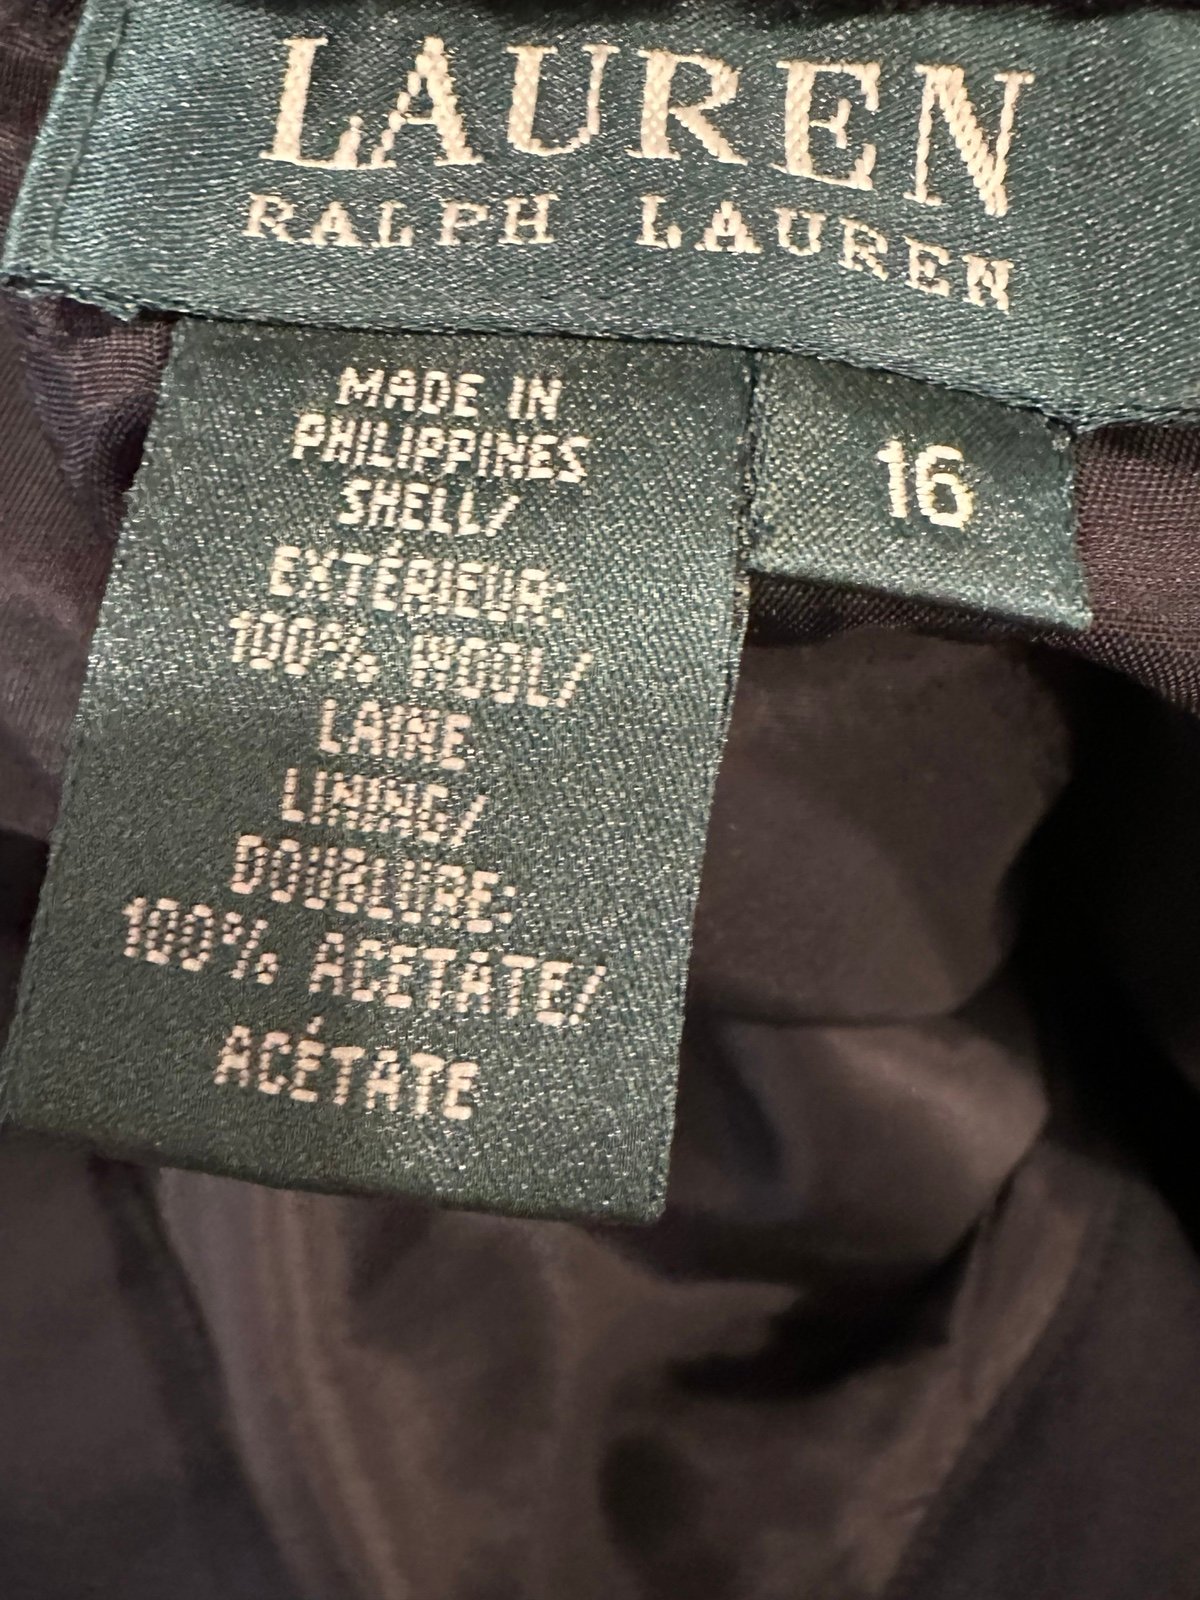 LAUREN
RALPH LAUREN
MADE IN
PHILIPPINES
SHELL/
EXTÉRIEUR:
100% WOOL/
LAINE
LINING/
DOUBLURE:
100% ACETATE/
ACÉTATE
16